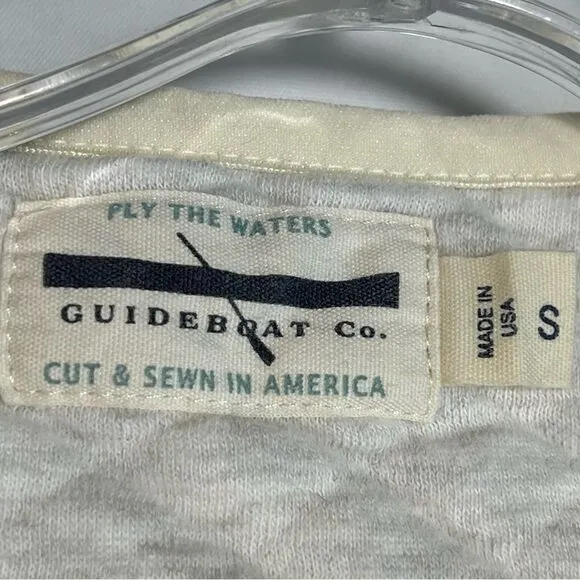 PLY THE WATERS
GUIDEBOAT Co.
CUT & SEWN IN AMERICA
MADE IN
USA
S